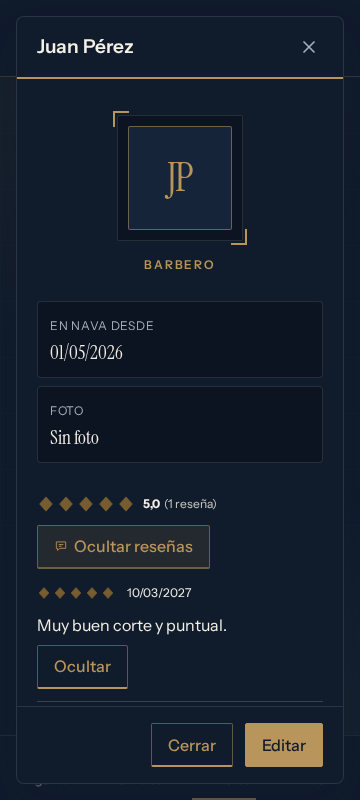 Juan Pérez
JP
BARBERO
EN NAVA DESDE
01/05/2026
FOTO
Sin foto
5,0 (1 reseña)
Ocultar reseñas
10/03/2027
Muy buen corte y puntual.
Ocultar
Cerrar
Editar